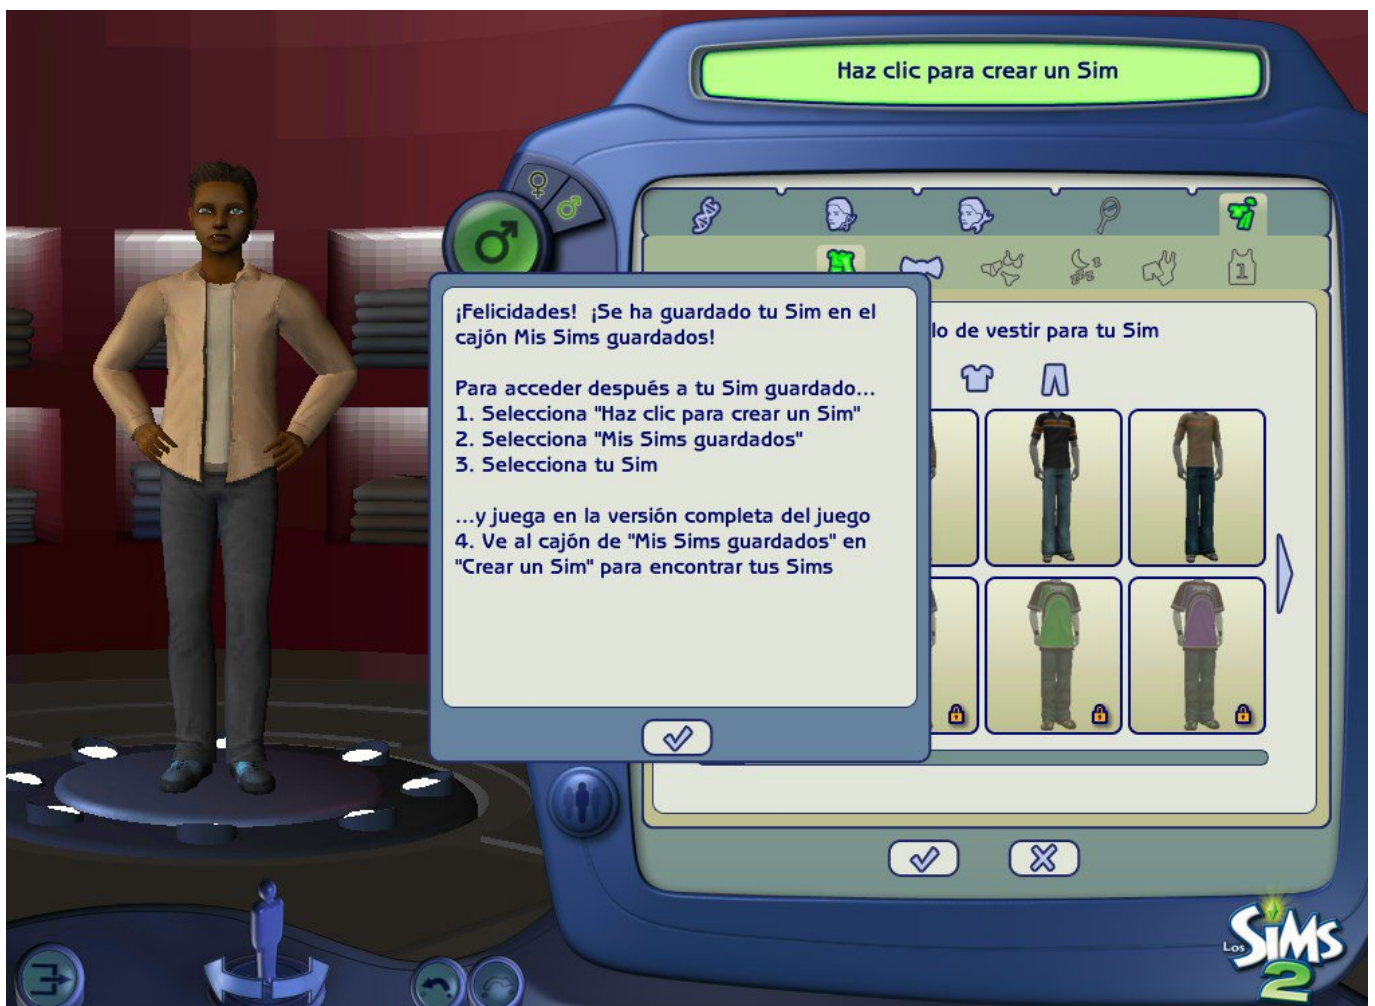 Haz clic para crear un Sim
¡Felicidades! ¡Se ha guardado tu Sim en el
cajón Mis Sims guardados!
Para acceder después a tu Sim guardado...
1. Selecciona "Haz clic para crear un Sim"
2. Selecciona "Mis Sims guardados"
3. Selecciona tu Sim
...y juega en la versión completa del juego
4. Ve al cajón de "Mis Sims guardados" en
"Crear un Sim" para encontrar tus Sims
lo de vestir para tu Sim
1
Los SiMS
2